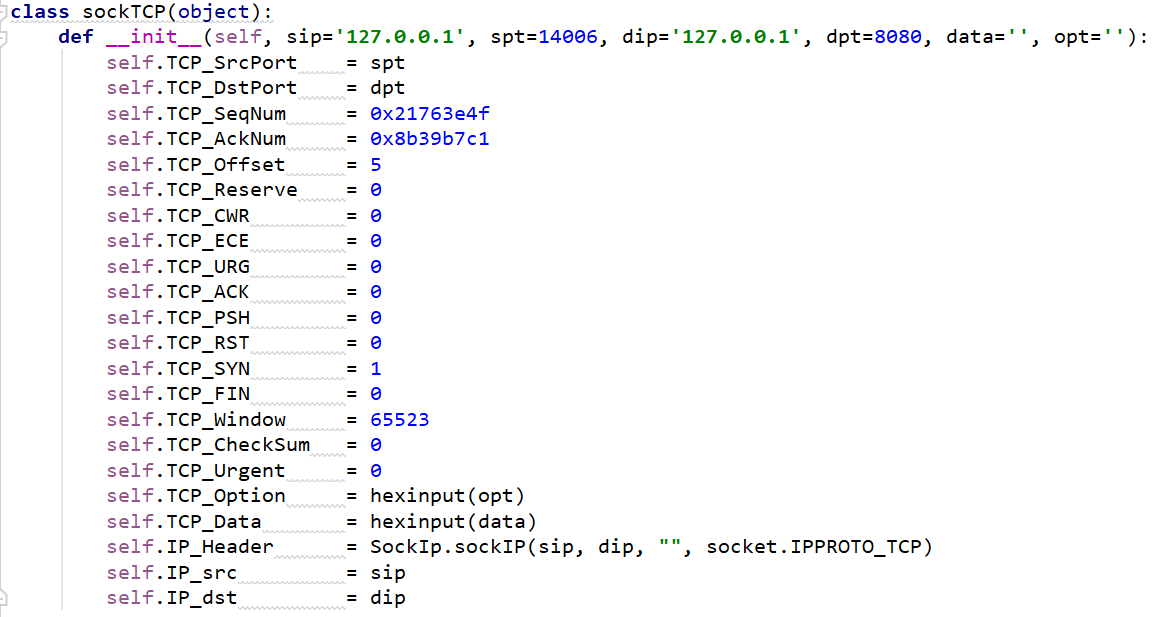 class sockTCP(object):
    def __init__(self, sip='127.0.0.1', spt=14006, dip='127.0.0.1', dpt=8080, data='', opt=''):
        self.TCP_SrcPort    = spt
        self.TCP_DstPort    = dpt
        self.TCP_SeqNum     = 0x21763e4f
        self.TCP_AckNum     = 0x8b39b7c1
        self.TCP_Offset     = 5
        self.TCP_Reserve    = 0
        self.TCP_CWR        = 0
        self.TCP_ECE        = 0
        self.TCP_URG        = 0
        self.TCP_ACK        = 0
        self.TCP_PSH        = 0
        self.TCP_RST        = 0
        self.TCP_SYN        = 1
        self.TCP_FIN        = 0
        self.TCP_Window     = 65523
        self.TCP_CheckSum   = 0
        self.TCP_Urgent     = 0
        self.TCP_Option     = hexinput(opt)
        self.TCP_Data       = hexinput(data)
        self.IP_Header      = SockIp.sockIP(sip, dip, "", socket.IPPROTO_TCP)
        self.IP_src         = sip
        self.IP_dst         = dip